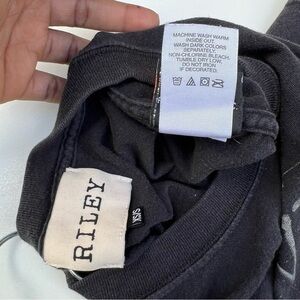 MACHINE WASH WARM
INSIDE OUT.
WASH DARK COLORS
SEPARATELY.
NON-CHLORINE BLEACH.
TUMBLE DRY LOW.
DO NOT IRON
IF DECORATED.
RILEY
XS/S